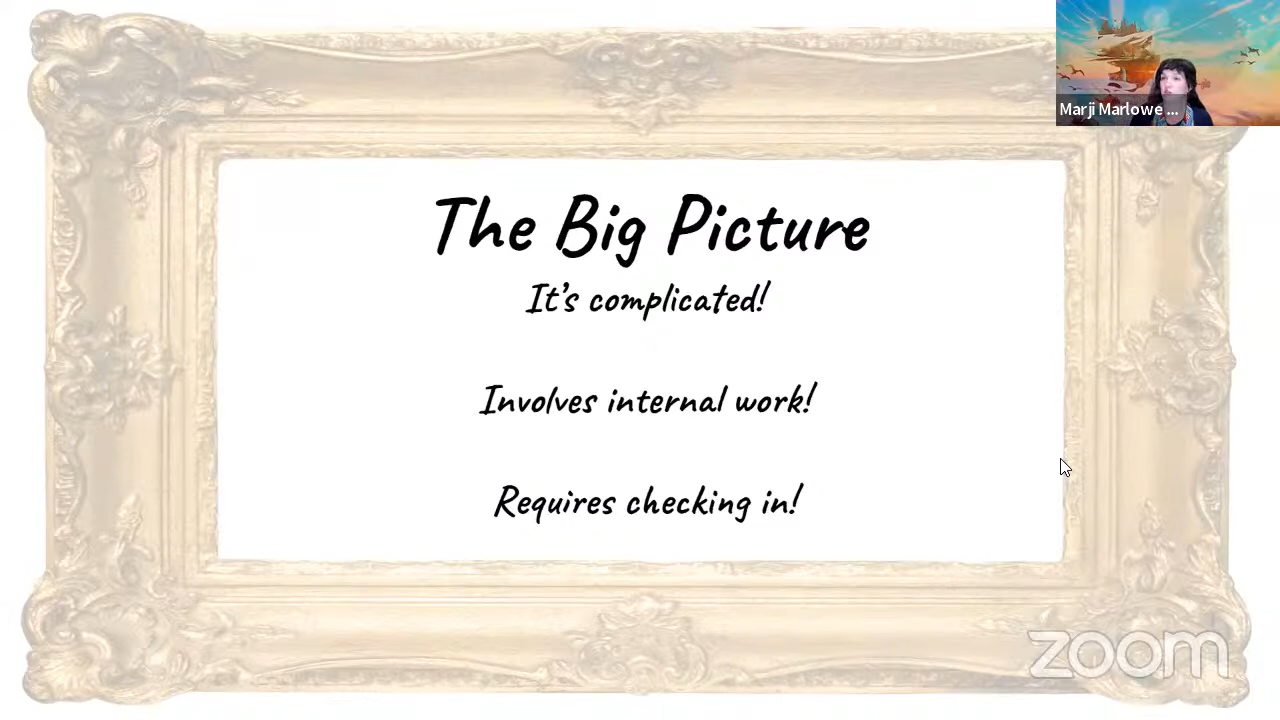 Marji Marlowe ...
The Big Picture
It's complicated!
Involves internal work!
Requires checking in!
zoom